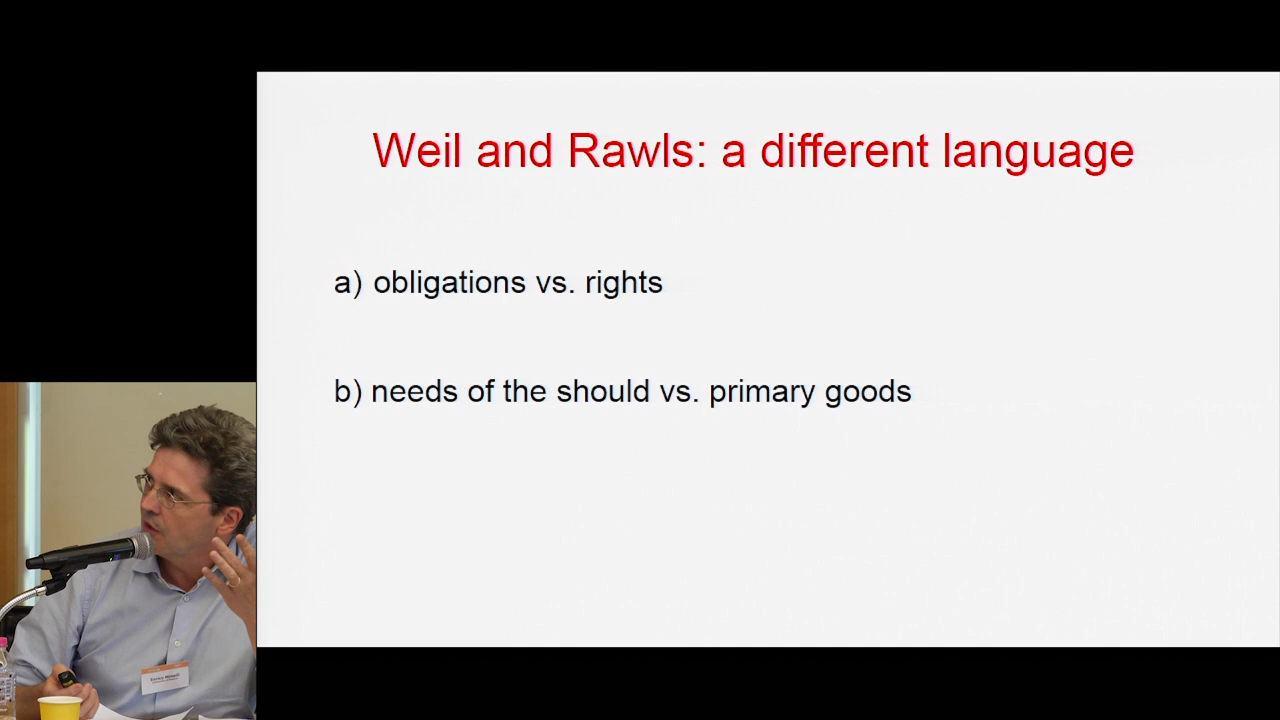 Weil and Rawls: a different language
a) obligations vs. rights
b) needs of the should vs. primary goods